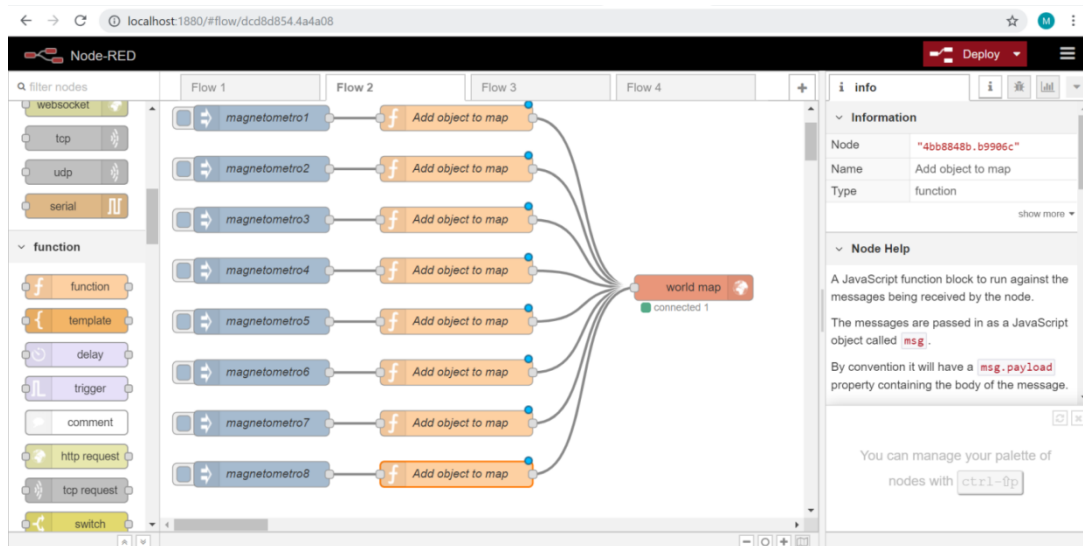 localhost:1880/#flow/dcd8d854.4a4a08
M
Node-RED
Deploy
filter nodes
websocket
tcp
udp
serial
function
function
template
delay
trigger
comment
http request
tcp request
switch
Flow 1
Flow 2
Flow 3
Flow 4
magnetometro1
Add object to map
magnetometro2
Add object to map
magnetometro3
Add object to map
magnetometro4
Add object to map
magnetometro5
Add object to map
magnetometro6
Add object to map
magnetometro7
Add object to map
magnetometro8
Add object to map
world map
connected 1
i info
i
Information
Node "4bb8848b.b9906c"
Name Add object to map
Type function
show more
Node Help
A JavaScript function block to run against the
messages being received by the node.
The messages are passed in as a JavaScript
object called msg.
By convention it will have a msg.payload
property containing the body of the message.
You can manage your palette of
nodes with ctrl-⇧p